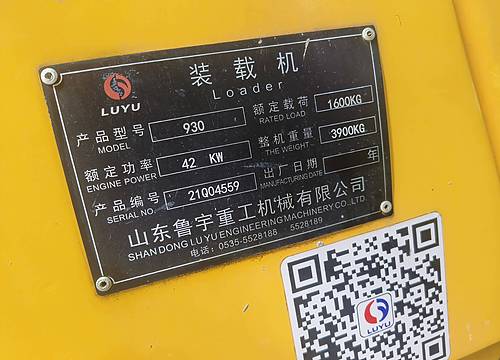 装载机
Loader
LUYU
产品型号 930
MODEL
额定载荷 1600KG
RATED LOAD
额定功率 42 KW
ENGINE POWER
整机重量 3900KG
THE WEIGHT
产品编号 21Q04559
SERIAL NO.
出厂日期 年
MANUFACTURING DATE
山东鲁宇重工机械有限公司
SHAN DONG LU YU ENGINEERING MACHINERY CO.,LTD.
电话：0535-5528188 5528189
LUYU